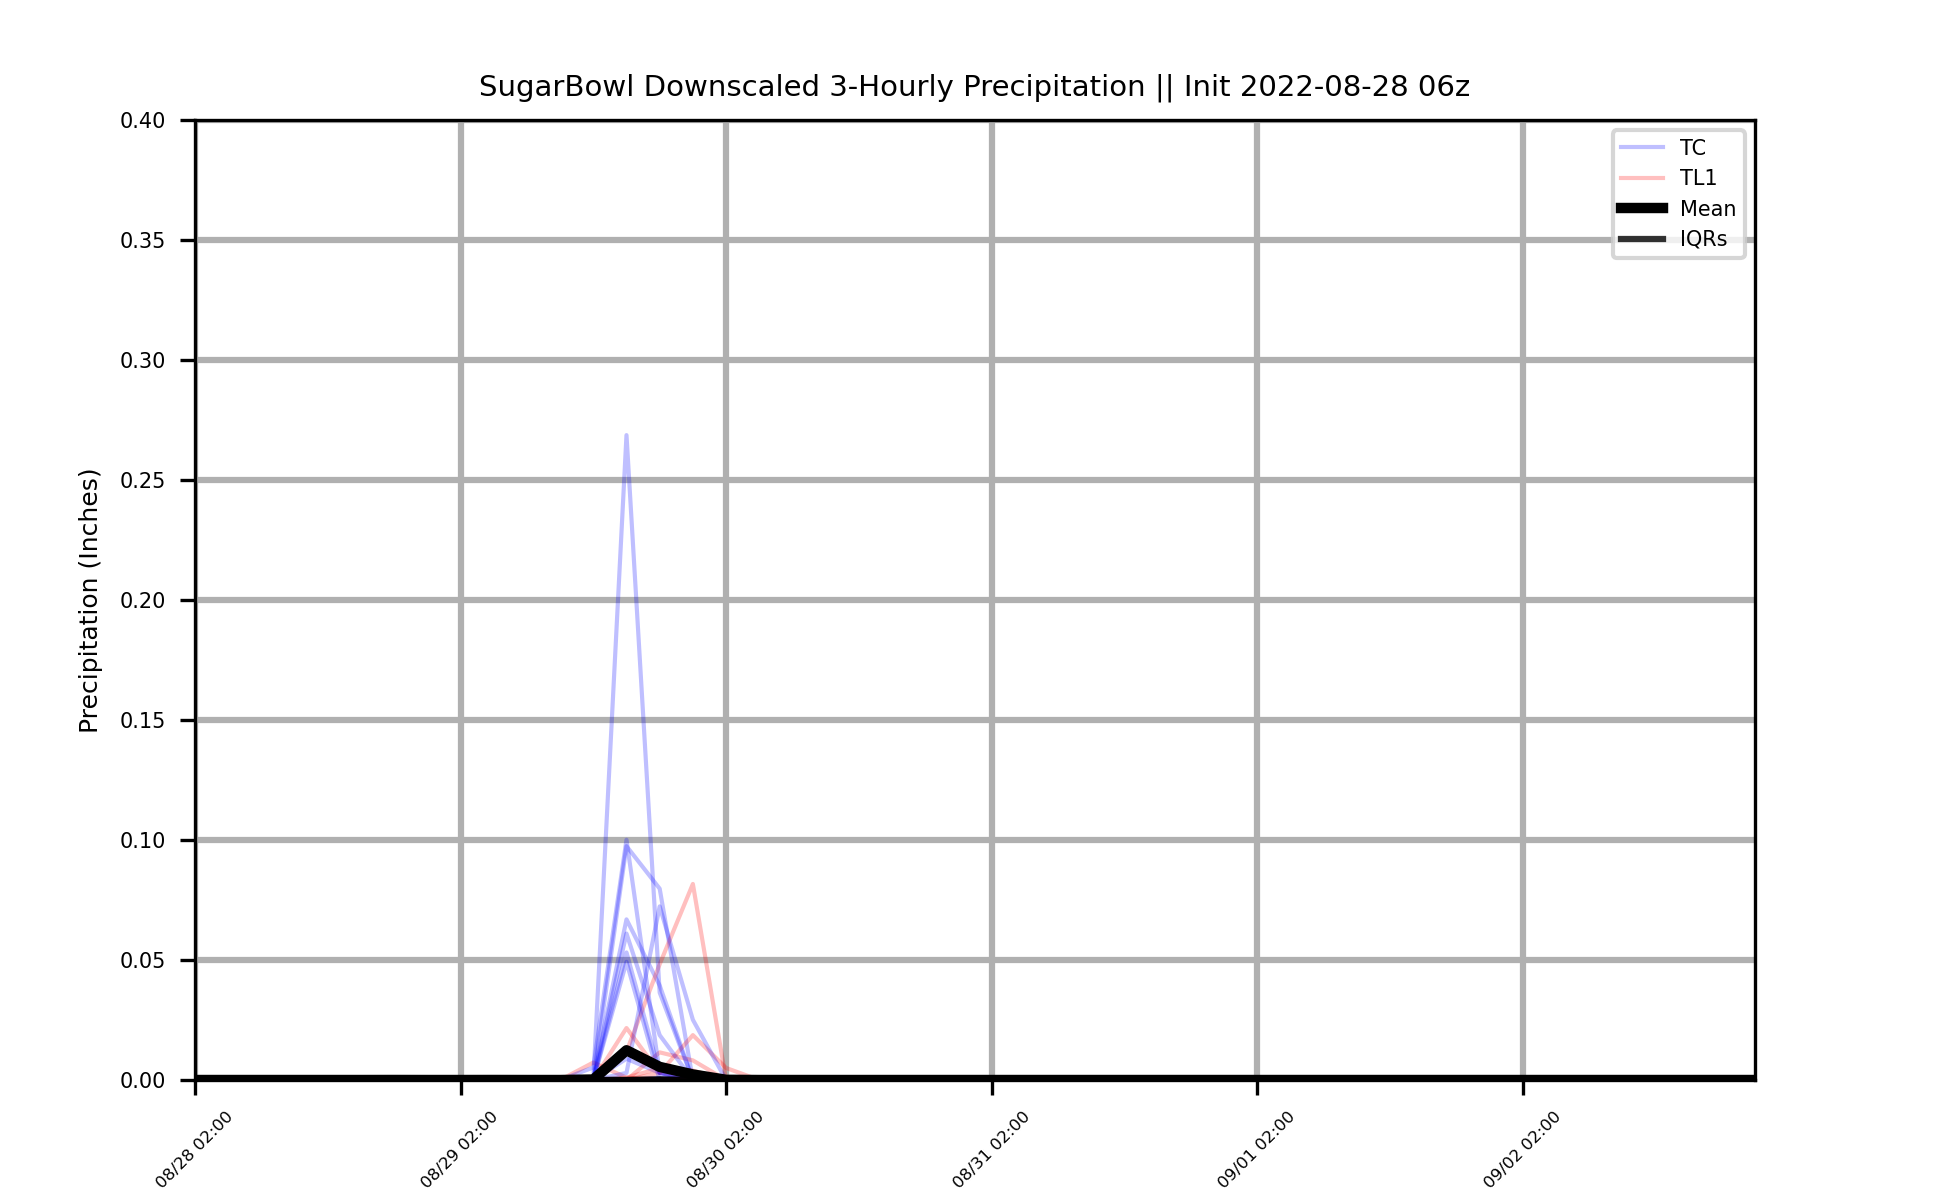 SugarBowl Downscaled 3-Hourly Precipitation || Init 2022-08-28 06z
Precipitation (Inches)
0.40
0.35
0.30
0.25
0.20
0.15
0.10
0.05
0.00
TC
TL1
Mean
IQRs
08/28 02:00
08/29 02:00
08/30 02:00
08/31 02:00
09/01 02:00
09/02 02:00